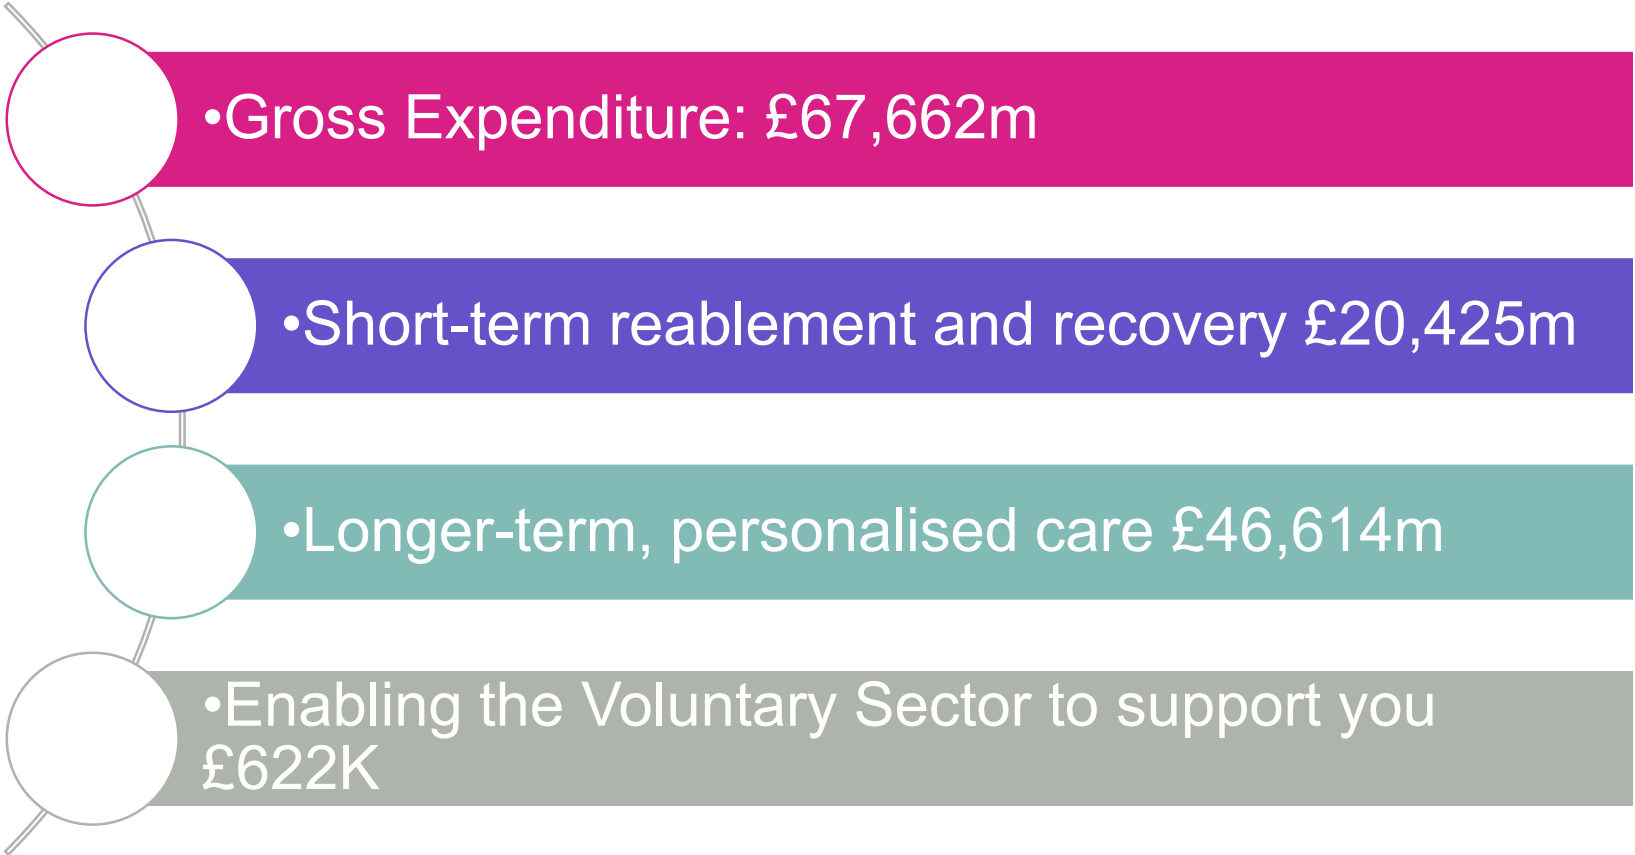 •Gross Expenditure: £67,662m
•Short-term reablement and recovery £20,425m
•Longer-term, personalised care £46,614m
•Enabling the Voluntary Sector to support you
£622K